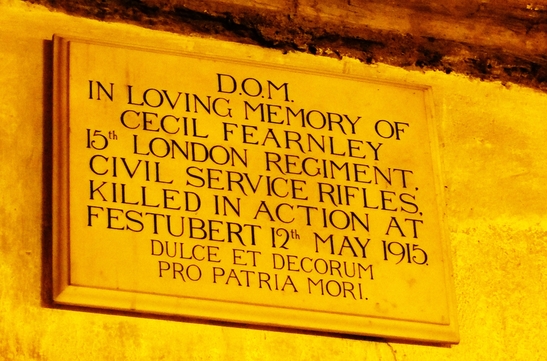 D.O.M.
IN LOVING MEMORY OF
CECIL FEARNLEY
15th LONDON REGIMENT.
CIVIL SERVICE RIFLES.
KILLED IN ACTION AT
FESTUBERT 12th MAY 1915.
DULCE ET DECORUM
PRO PATRIA MORI.